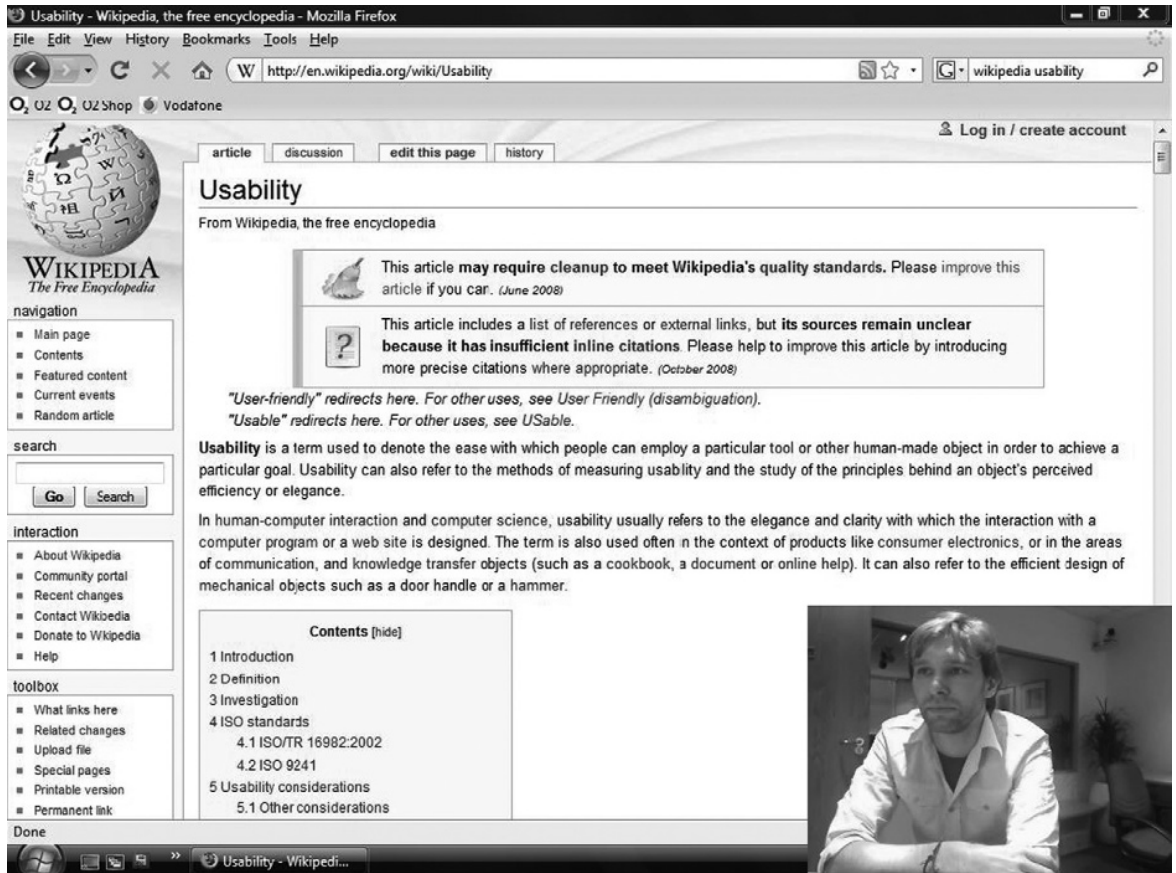 Usability - Wikipedia, the free encyclopedia - Mozilla Firefox
File Edit View History Bookmarks Tools Help
W http://en.wikipedia.org/wiki/Usability G wikipedia usability
O2 O2 O2 O2 Shop Vodafone
Log in / create account
article discussion edit this page history
Usability
From Wikipedia, the free encyclopedia
This article may require cleanup to meet Wikipedia's quality standards. Please improve this
article if you can. (June 2008)
This article includes a list of references or external links, but its sources remain unclear
because it has insufficient inline citations. Please help to improve this article by introducing
more precise citations where appropriate. (October 2008)
"User-friendly" redirects here. For other uses, see User Friendly (disambiguation).
"Usable" redirects here. For other uses, see USable.
Usability is a term used to denote the ease with which people can employ a particular tool or other human-made object in order to achieve a
particular goal. Usability can also refer to the methods of measuring usability and the study of the principles behind an object's perceived
efficiency or elegance.
In human-computer interaction and computer science, usability usually refers to the elegance and clarity with which the interaction with a
computer program or a web site is designed. The term is also used often in the context of products like consumer electronics, or in the areas
of communication, and knowledge transfer objects (such as a cookbook, a document or online help). It can also refer to the efficient design of
mechanical objects such as a door handle or a hammer.
Contents [hide]
1 Introduction
2 Definition
3 Investigation
4 ISO standards
4.1 ISO/TR 16982:2002
4.2 ISO 9241
5 Usability considerations
5.1 Other considerations
WIKIPEDIA
The Free Encyclopedia
navigation
Main page
Contents
Featured content
Current events
Random article
search
Go Search
interaction
About Wikipedia
Community portal
Recent changes
Contact Wikipedia
Donate to Wikipedia
Help
toolbox
What links here
Related changes
Upload file
Special pages
Printable version
Permanent link
Done
» Usability - Wikipedi...